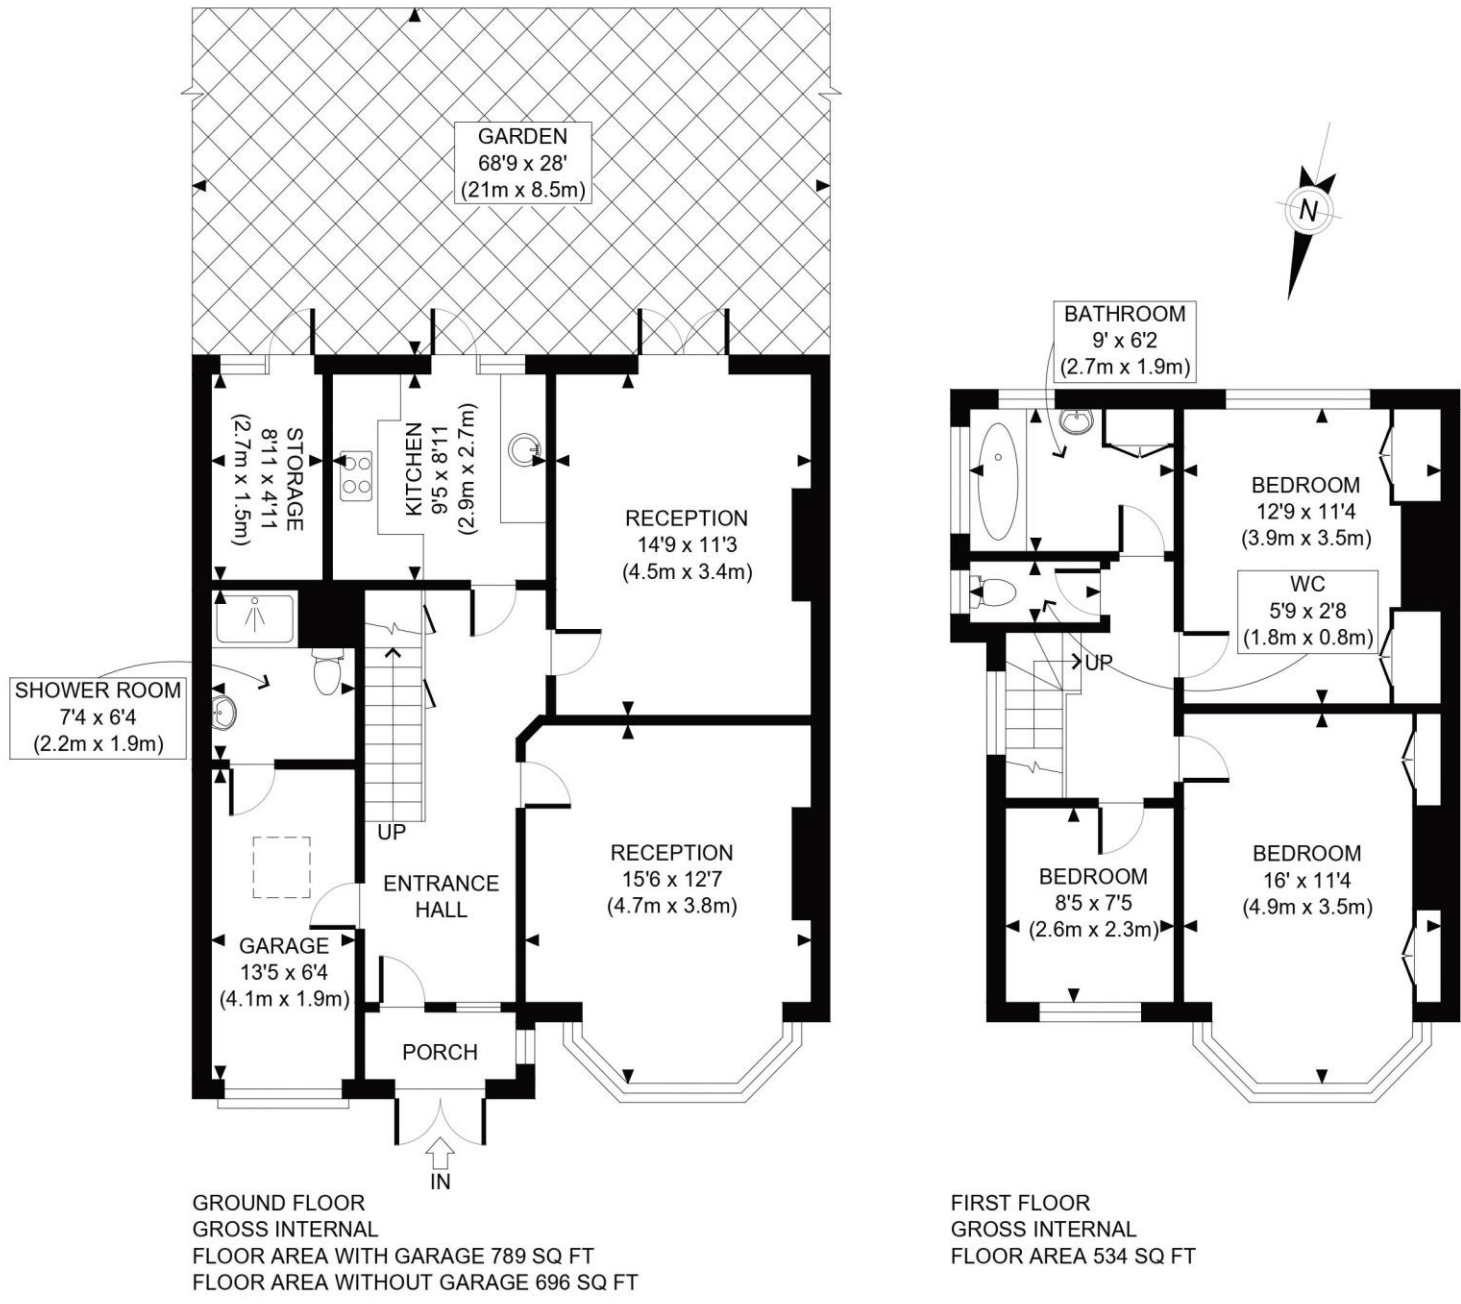 GARDEN
68'9 x 28'
(21m x 8.5m)
STORAGE
8'11 x 4'11
(2.7m x 1.5m)
KITCHEN
9'5 x 8'11
(2.9m x 2.7m)
RECEPTION
14'9 x 11'3
(4.5m x 3.4m)
SHOWER ROOM
7'4 x 6'4
(2.2m x 1.9m)
UP
RECEPTION
15'6 x 12'7
(4.7m x 3.8m)
ENTRANCE
HALL
GARAGE
13'5 x 6'4
(4.1m x 1.9m)
PORCH
IN
GROUND FLOOR
GROSS INTERNAL
FLOOR AREA WITH GARAGE 789 SQ FT
FLOOR AREA WITHOUT GARAGE 696 SQ FT
N
BATHROOM
9' x 6'2
(2.7m x 1.9m)
BEDROOM
12'9 x 11'4
(3.9m x 3.5m)
WC
5'9 x 2'8
(1.8m x 0.8m)
UP
BEDROOM
16' x 11'4
(4.9m x 3.5m)
BEDROOM
8'5 x 7'5
(2.6m x 2.3m)
FIRST FLOOR
GROSS INTERNAL
FLOOR AREA 534 SQ FT